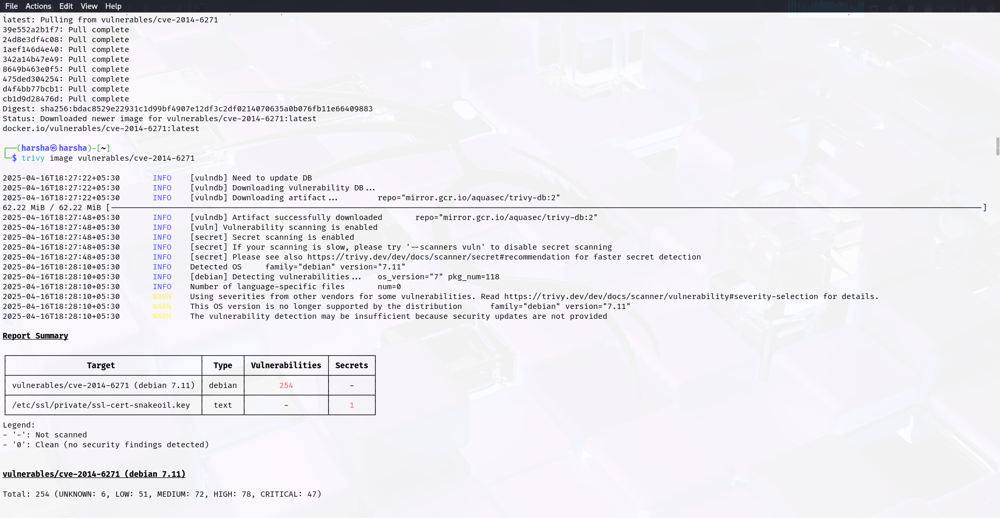 File Actions Edit View Help
latest: Pulling from vulnerables/cve-2014-6271
39e552a2b1f7: Pull complete
24d8e3df4c08: Pull complete
1aef146d4e40: Pull complete
342a14b47e49: Pull complete
8649b463e0f5: Pull complete
475ded304254: Pull complete
d4f4bb77bcb1: Pull complete
cb1d9d28476d: Pull complete
Digest: sha256:bdac8529e22931c1d99bf4907e12df3c2df0214070635a0b076fb11e66409883
Status: Downloaded newer image for vulnerables/cve-2014-6271:latest
docker.io/vulnerables/cve-2014-6271:latest
┌──(harsha㉿harsha)-[~]
└─$ trivy image vulnerables/cve-2014-6271
Home
2025-04-16T18:27:22+05:30 INFO [vulndb] Need to update DB
2025-04-16T18:27:22+05:30 INFO [vulndb] Downloading vulnerability DB...
2025-04-16T18:27:22+05:30 INFO [vulndb] Downloading artifact... repo="mirror.gcr.io/aquasec/trivy-db:2"
62.22 MiB / 62.22 MiB [------------------------------------------------------------]
2025-04-16T18:27:48+05:30 INFO [vulndb] Artifact successfully downloaded repo="mirror.gcr.io/aquasec/trivy-db:2"
2025-04-16T18:27:48+05:30 INFO [vuln] Vulnerability scanning is enabled
2025-04-16T18:27:48+05:30 INFO [secret] Secret scanning is enabled
2025-04-16T18:27:48+05:30 INFO [secret] If your scanning is slow, please try '--scanners vuln' to disable secret scanning
2025-04-16T18:27:48+05:30 INFO [secret] Please see also https://trivy.dev/dev/docs/scanner/secret#recommendation for faster secret detection
2025-04-16T18:28:10+05:30 INFO Detected OS family="debian" version="7.11"
2025-04-16T18:28:10+05:30 INFO [debian] Detecting vulnerabilities... os_version="7" pkg_num=118
2025-04-16T18:28:10+05:30 INFO Number of language-specific files num=0
2025-04-16T18:28:10+05:30 WARN Using severities from other vendors for some vulnerabilities. Read https://trivy.dev/dev/docs/scanner/vulnerability#severity-selection for details.
2025-04-16T18:28:10+05:30 WARN This OS version is no longer supported by the distribution family="debian" version="7.11"
2025-04-16T18:28:10+05:30 WARN The vulnerability detection may be insufficient because security updates are not provided
Report Summary
Target Type Vulnerabilities Secrets
vulnerables/cve-2014-6271 (debian 7.11) debian 254 -
/etc/ssl/private/ssl-cert-snakeoil.key text - 1
Legend:
- '-': Not scanned
- '0': Clean (no security findings detected)
vulnerables/cve-2014-6271 (debian 7.11)
Total: 254 (UNKNOWN: 6, LOW: 51, MEDIUM: 72, HIGH: 78, CRITICAL: 47)